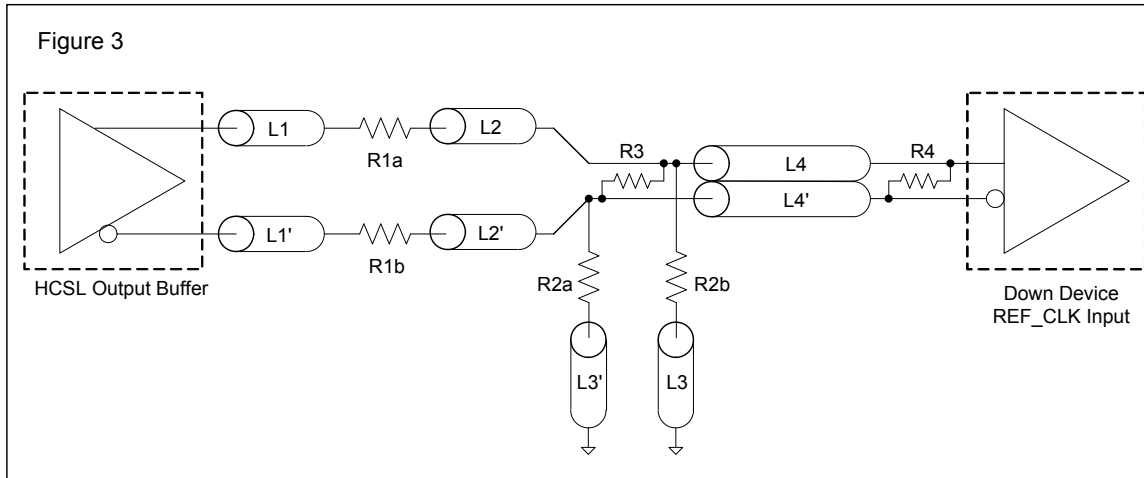 Figure 3
L1
R1a
L2
R3
L4
R4
L4'
L1'
R1b
L2'
R2a
R2b
HCSL Output Buffer
Down Device
REF_CLK Input
L3'
L3